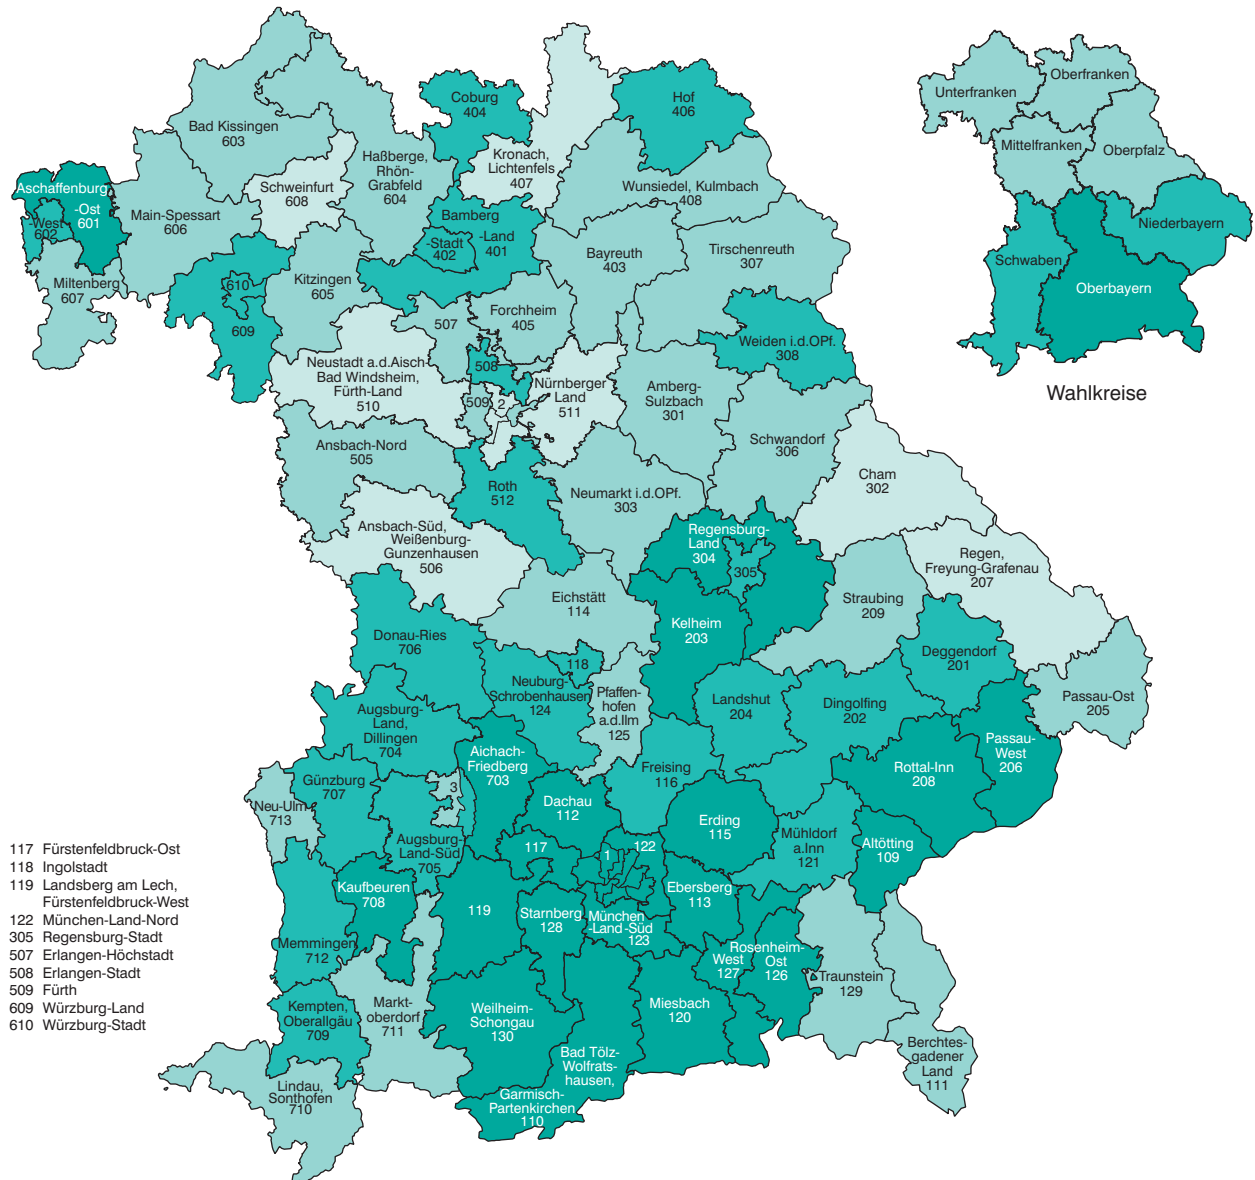 Coburg
404
Hof
406
Bad Kissingen
603
Haßberge,
Rhön-
Grabfeld
604
Kronach,
Lichtenfels
407
Schweinfurt
608
Wunsiedel, Kulmbach
408
Aschaffenburg
-Ost
601
-West
602
Main-Spessart
606
Bamberg
-Land
401
-Stadt
402
Bayreuth
403
Tirschenreuth
307
Miltenberg
607
610
609
Kitzingen
605
507
Forchheim
405
Weiden i.d.OPf.
308
Neustadt a.d.Aisch-
Bad Windsheim,
Fürth-Land
510
508
509
2
Nürnberger
Land
511
Amberg-
Sulzbach
301
Schwandorf
306
Ansbach-Nord
505
Roth
512
Neumarkt i.d.OPf.
303
Cham
302
Ansbach-Süd,
Weißenburg-
Gunzenhausen
506
Regensburg-
Land
304
305
Regen,
Freyung-Grafenau
207
Eichstätt
114
Straubing
209
Kelheim
203
Donau-Ries
706
118
Neuburg-
Schrobenhausen
124
Pfaffen-
hofen
a.d.Ilm
125
Landshut
204
Dingolfing
202
Deggendorf
201
Passau-Ost
205
Augsburg-
Land,
Dillingen
704
Aichach-
Friedberg
703
Freising
116
Rottal-Inn
208
Passau-
West
206
Günzburg
707
3
Neu-Ulm
713
Dachau
112
Erding
115
Mühldorf
a.Inn
121
Altötting
109
Augsburg-
Land-Süd
705
117
1
122
Kaufbeuren
708
119
Starnberg
128
München
-Land-Süd
123
Ebersberg
113
Memmingen
712
West
127
Rosenheim-
Ost
126
Traunstein
129
Kempten,
Oberallgäu
709
Markt-
oberdorf
711
Weilheim-
Schongau
130
Miesbach
120
Bad Tölz-
Wolfrats-
hausen,
Garmisch-
Partenkirchen
110
Berchtes-
gadener
Land
111
Lindau,
Sonthofen
710
Unterfranken
Oberfranken
Mittelfranken
Oberpfalz
Niederbayern
Schwaben
Oberbayern
Wahlkreise
117 Fürstenfeldbruck-Ost
118 Ingolstadt
119 Landsberg am Lech,
Fürstenfeldbruck-West
122 München-Land-Nord
305 Regensburg-Stadt
507 Erlangen-Höchstadt
508 Erlangen-Stadt
509 Fürth
609 Würzburg-Land
610 Würzburg-Stadt